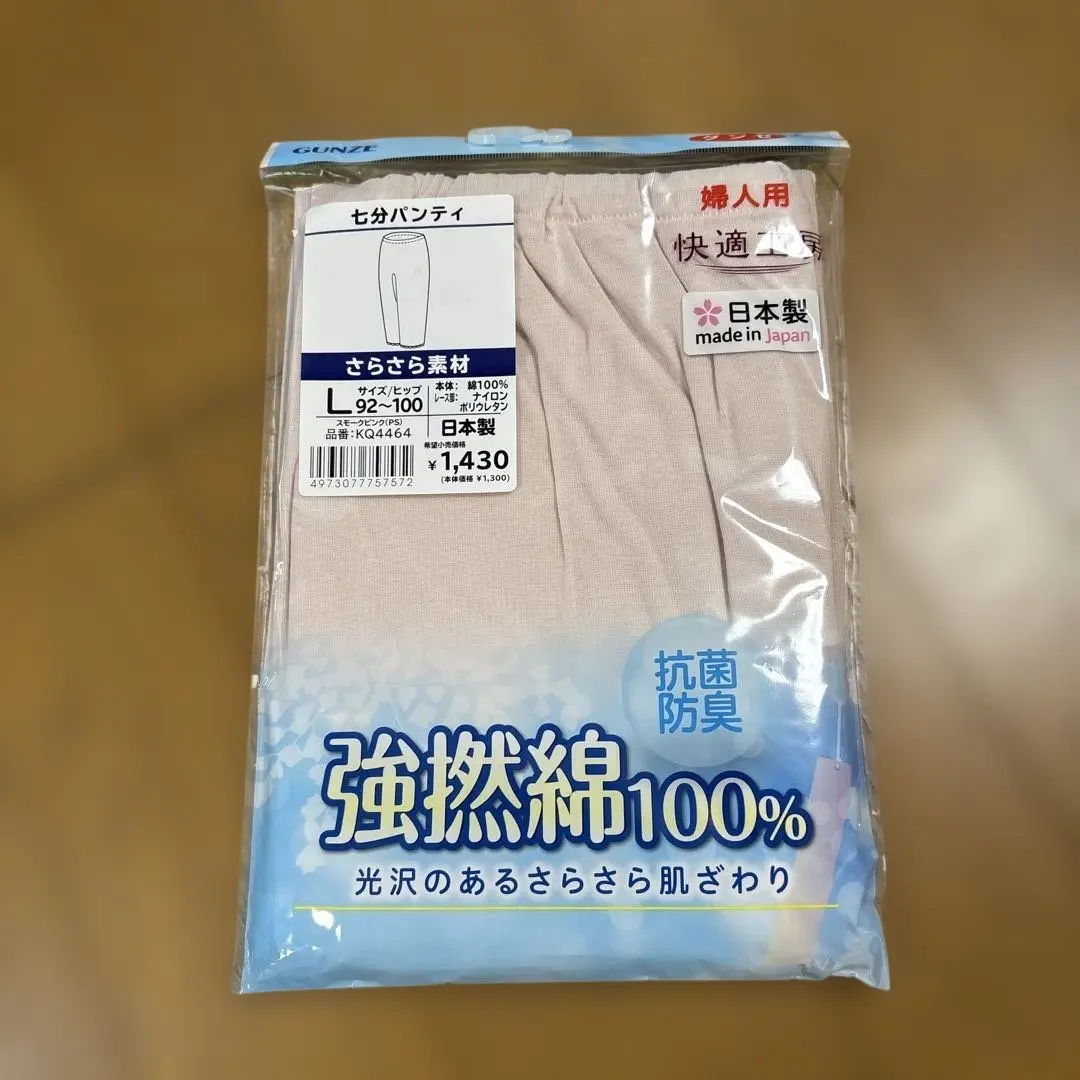 GUNZE
グンゼ
婦人用
快適工房
日本製
made in Japan
七分パンティ
さらさら素材
L サイズ/ヒップ 92～100
本体: 綿100%
レース部: ナイロン
ポリウレタン
スモークピンク(PS)
品番:KQ4464
日本製
希望小売価格
¥1,430
(本体価格 ¥1,300)
4973077757572
抗菌
防臭
強撚綿100%
光沢のあるさらさら肌ざわり